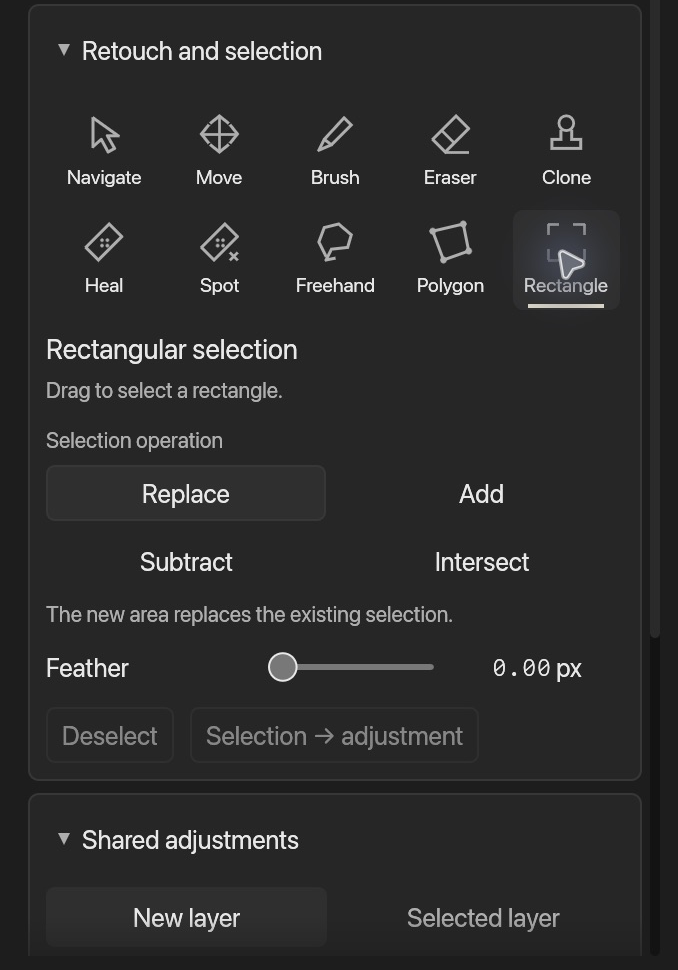 Retouch and selection
Navigate Move Brush Eraser Clone
Heal Spot Freehand Polygon Rectangle
Rectangular selection
Drag to select a rectangle.
Selection operation
Replace Add
Subtract Intersect
The new area replaces the existing selection.
Feather 0.00 px
Deselect Selection → adjustment
Shared adjustments
New layer Selected layer